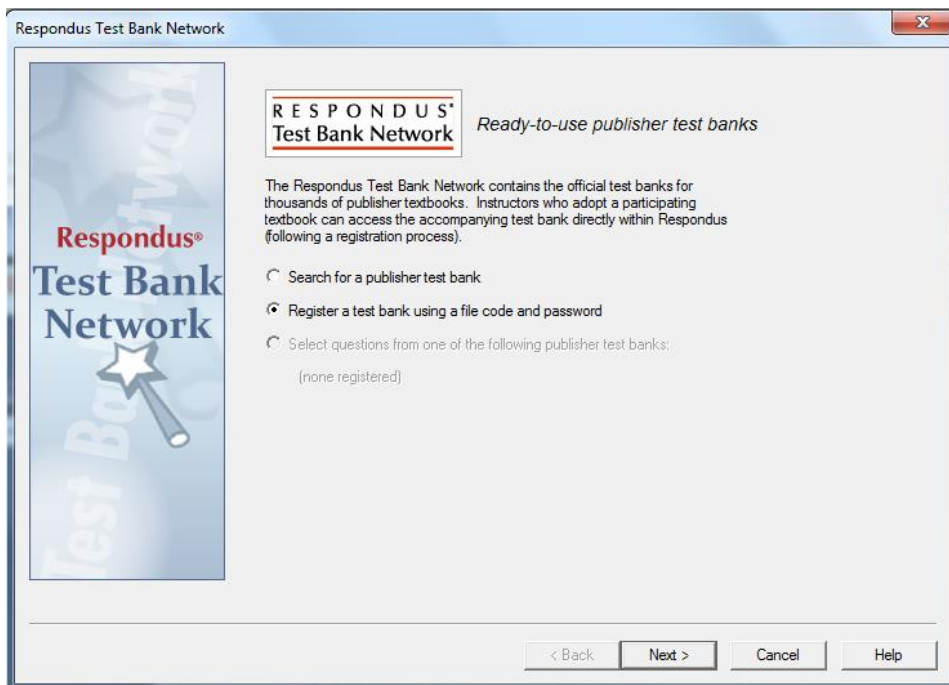 Respondus Test Bank Network
x
RESPONDUS®
Test Bank Network
Ready-to-use publisher test banks
The Respondus Test Bank Network contains the official test banks for
thousands of publisher textbooks. Instructors who adopt a participating
textbook can access the accompanying test bank directly within Respondus
(following a registration process).
Search for a publisher test bank
Register a test bank using a file code and password
Select questions from one of the following publisher test banks:
(none registered)
Respondus®
Test Bank
Network
Test Bank Network
< Back
Next >
Cancel
Help